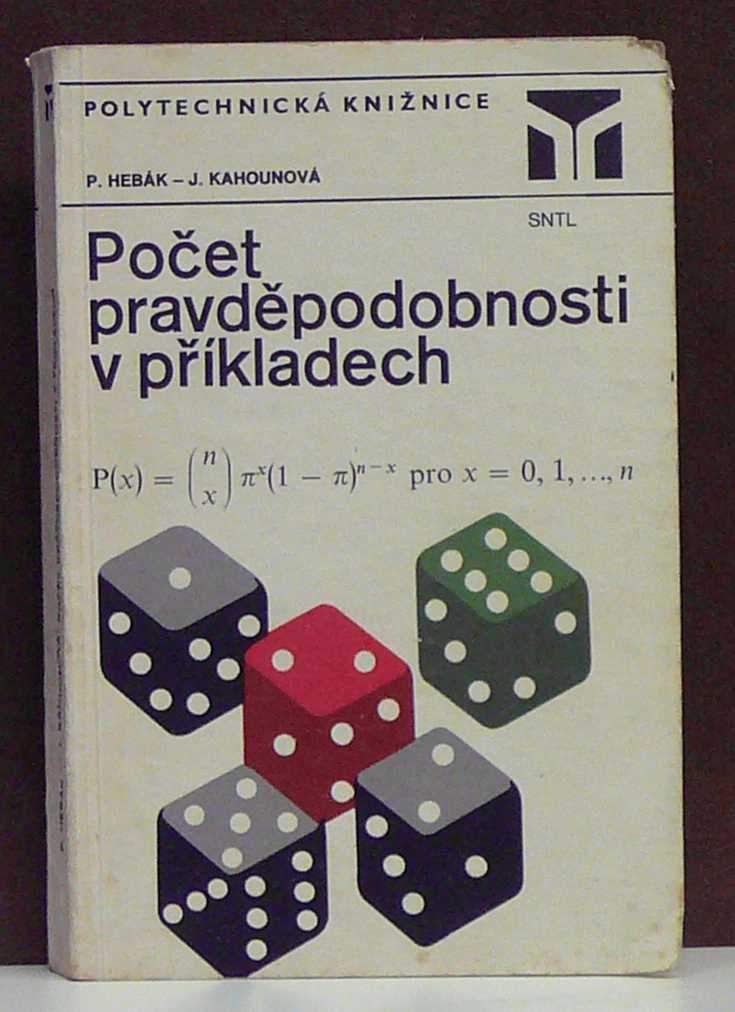 POLYTECHNICKÁ KNIŽNICE
P. HEBÁK – J. KAHOUNOVÁ
SNTL
Počet
pravděpodobnosti
v příkladech
P(x) = (n x) π^x (1 − π)^{n−x} pro x = 0, 1, ..., n